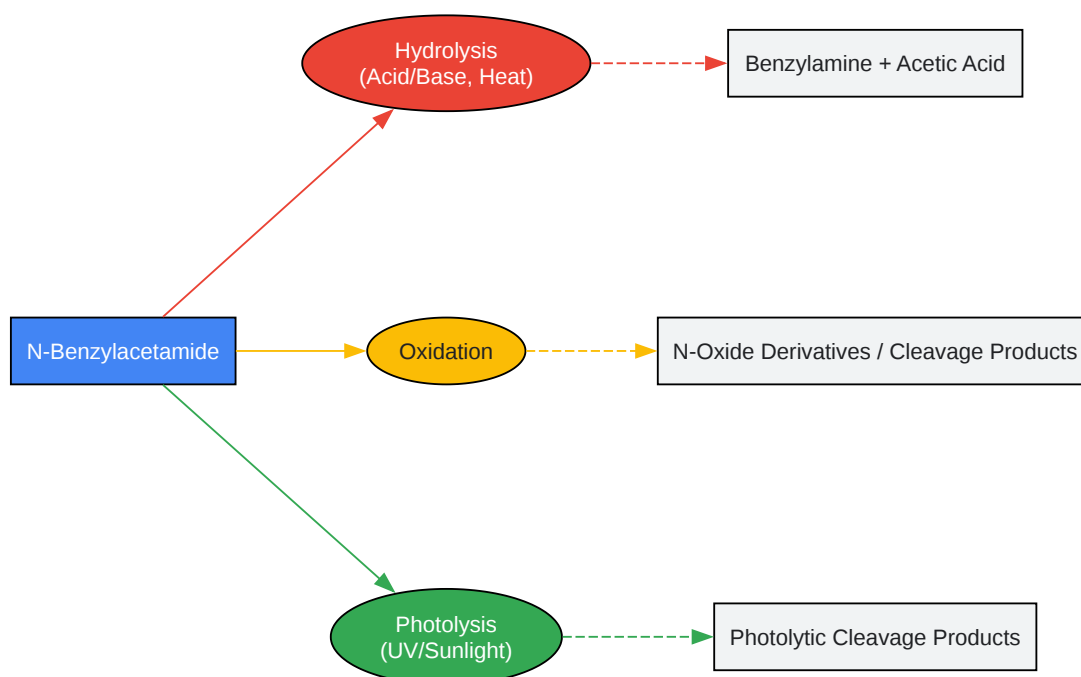 Hydrolysis
(Acid/Base, Heat)
Benzylamine + Acetic Acid
N-Benzylacetamide
Oxidation
N-Oxide Derivatives / Cleavage Products
Photolysis
(UV/Sunlight)
Photolytic Cleavage Products